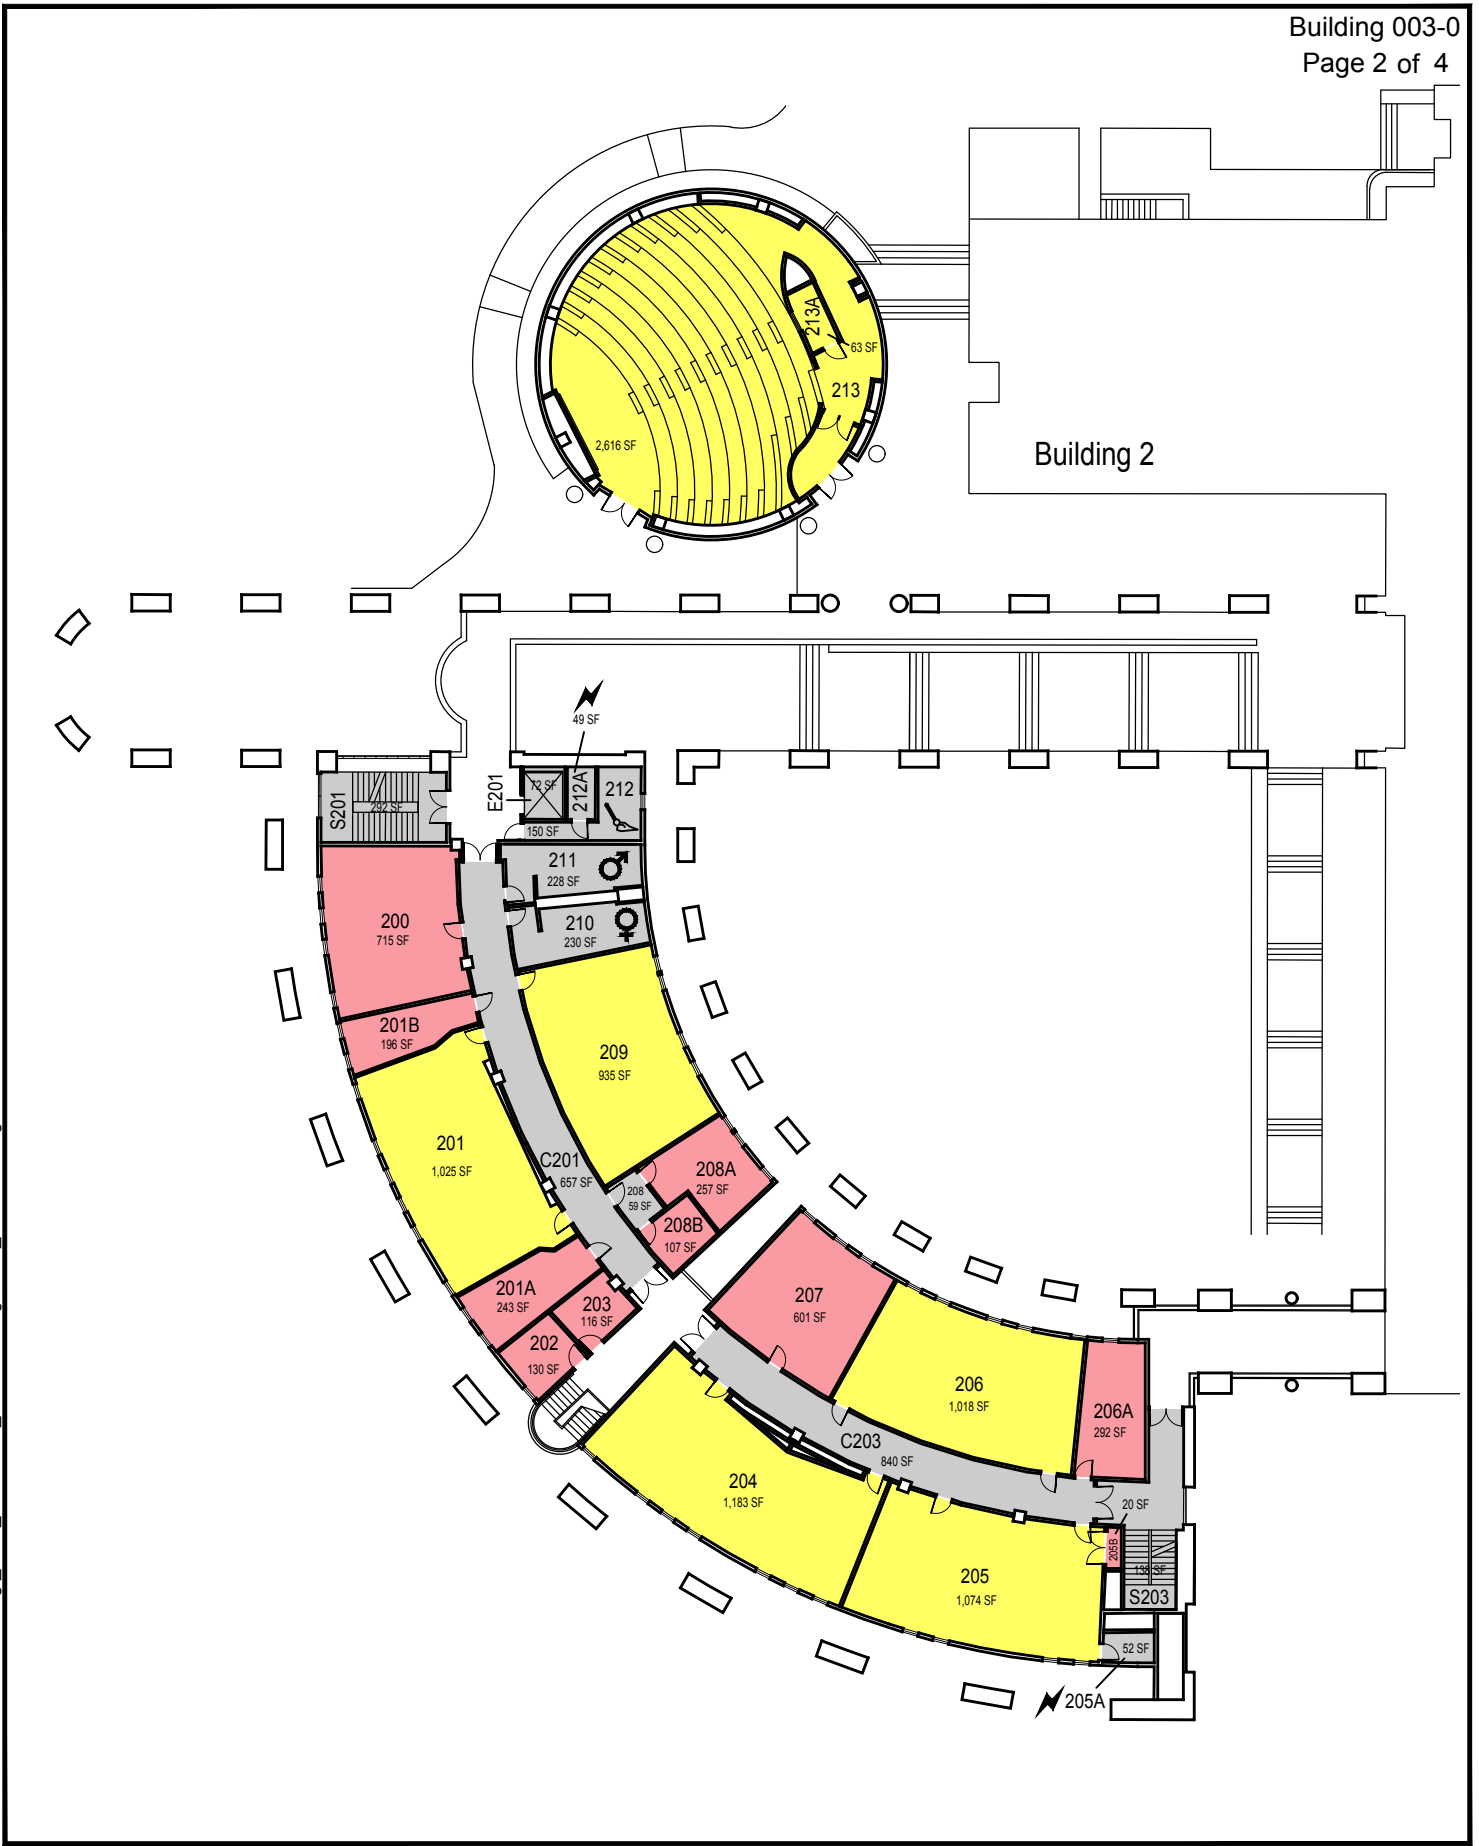 Building 003-0
Page 2 of 4
213A
63 SF
213
2,616 SF
Building 2
49 SF
S201
292 SF
E201
72 SF
212A
212
150 SF
211
228 SF
210
230 SF
200
715 SF
201B
196 SF
209
935 SF
201
1,025 SF
C201
657 SF
208
59 SF
208A
257 SF
208B
107 SF
201A
243 SF
203
116 SF
202
130 SF
207
601 SF
206
1,018 SF
206A
292 SF
C203
840 SF
204
1,183 SF
20 SF
205B
205
1,074 SF
138 SF
S203
52 SF
205A